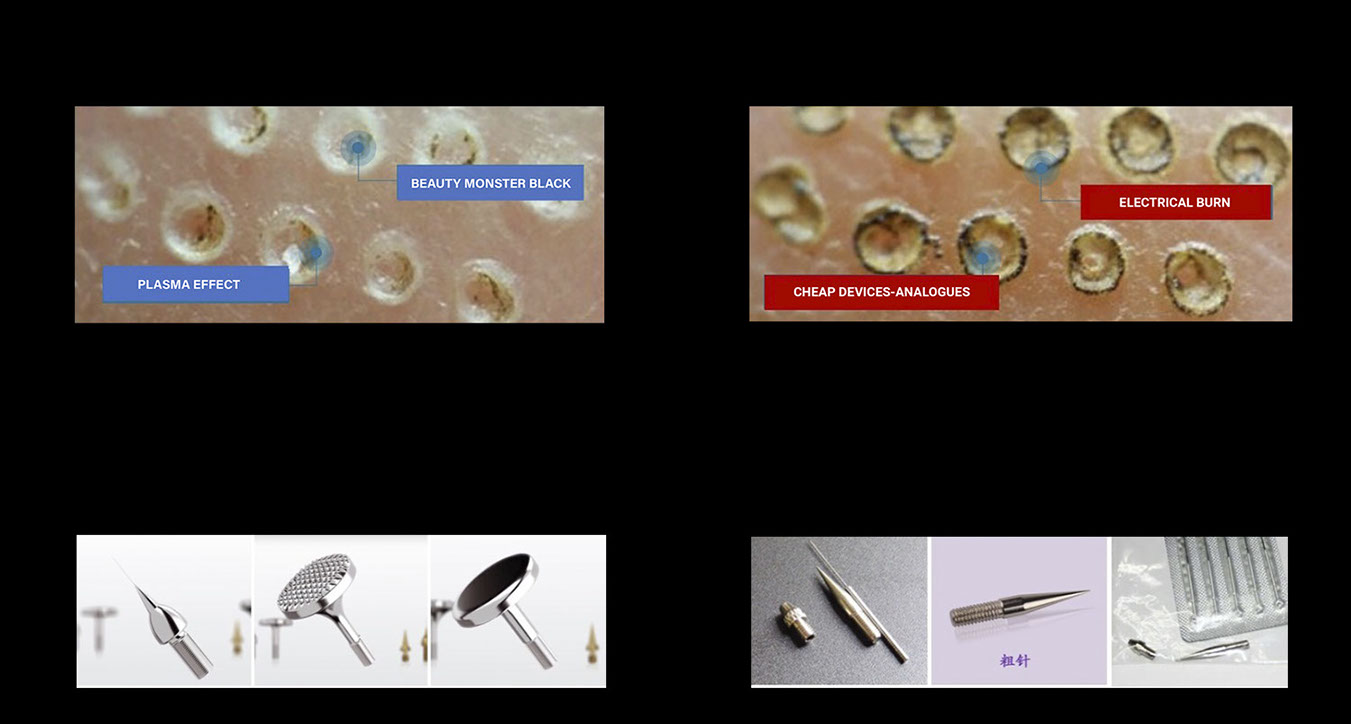 BEAUTY MONSTER BLACK
PLASMA EFFECT
ELECTRICAL BURN
CHEAP DEVICES-ANALOGUES
粗针